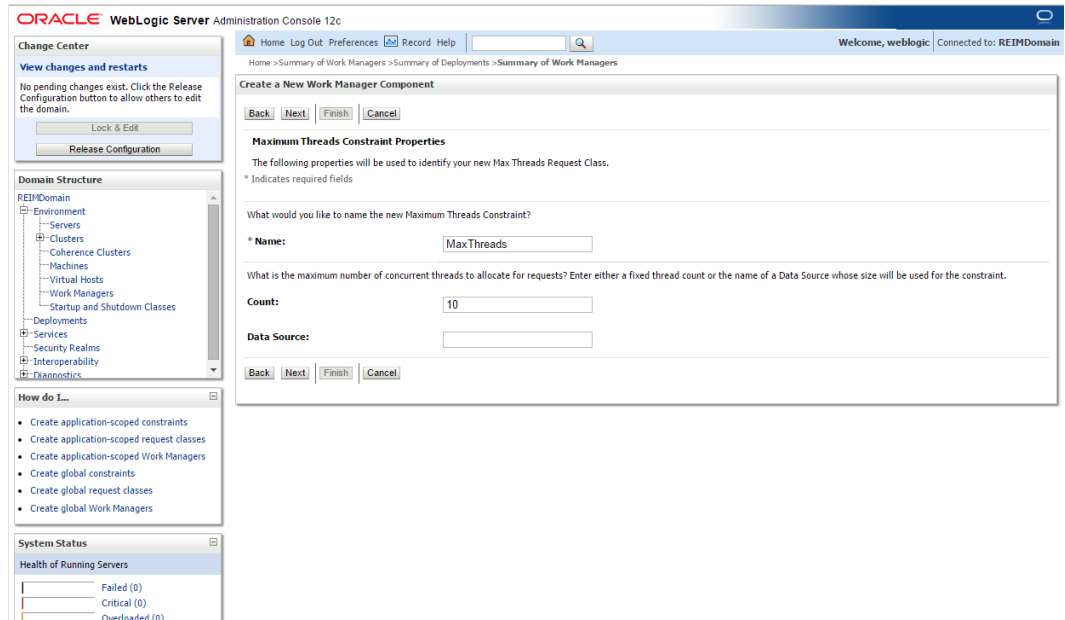 ORACLE WebLogic Server Administration Console 12c
Change Center
View changes and restarts
No pending changes exist. Click the Release
Configuration button to allow others to edit
the domain.
Lock & Edit
Release Configuration
Domain Structure
REIMDomain
Environment
Servers
Clusters
Coherence Clusters
Machines
Virtual Hosts
Work Managers
Startup and Shutdown Classes
Deployments
Services
Security Realms
Interoperability
Diagnostics
How do I...
Create application-scoped constraints
Create application-scoped request classes
Create application-scoped Work Managers
Create global constraints
Create global request classes
Create global Work Managers
System Status
Health of Running Servers
Failed (0)
Critical (0)
Overloaded (0)
Home Log Out Preferences Record Help
Welcome, weblogic Connected to: REIMDomain
Home >Summary of Work Managers >Summary of Deployments >Summary of Work Managers
Create a New Work Manager Component
Back Next Finish Cancel
Maximum Threads Constraint Properties
The following properties will be used to identify your new Max Threads Request Class.
* Indicates required fields
What would you like to name the new Maximum Threads Constraint?
* Name: MaxThreads
What is the maximum number of concurrent threads to allocate for requests? Enter either a fixed thread count or the name of a Data Source whose size will be used for the constraint.
Count: 10
Data Source:
Back Next Finish Cancel